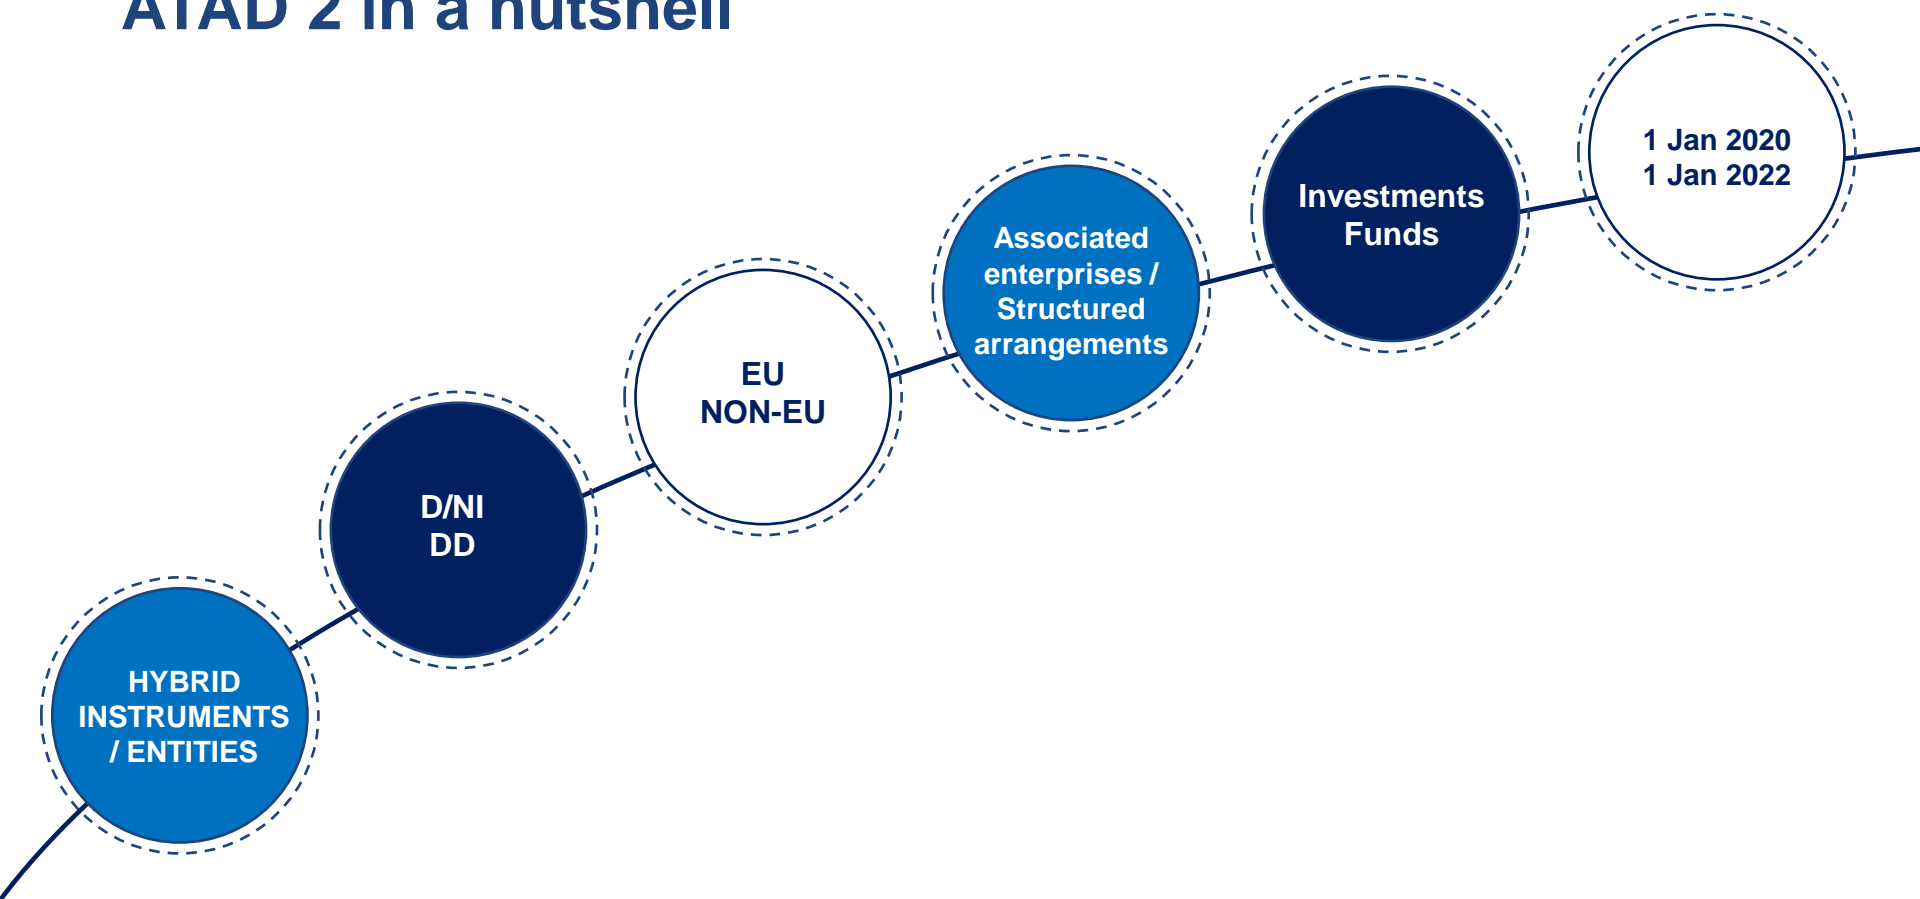 ATAD 2 in a nutshell
1 Jan 2020
1 Jan 2022
Investments
Funds
Associated
enterprises /
Structured
arrangements
EU
NON-EU
D/NI
DD
HYBRID
INSTRUMENTS
/ ENTITIES